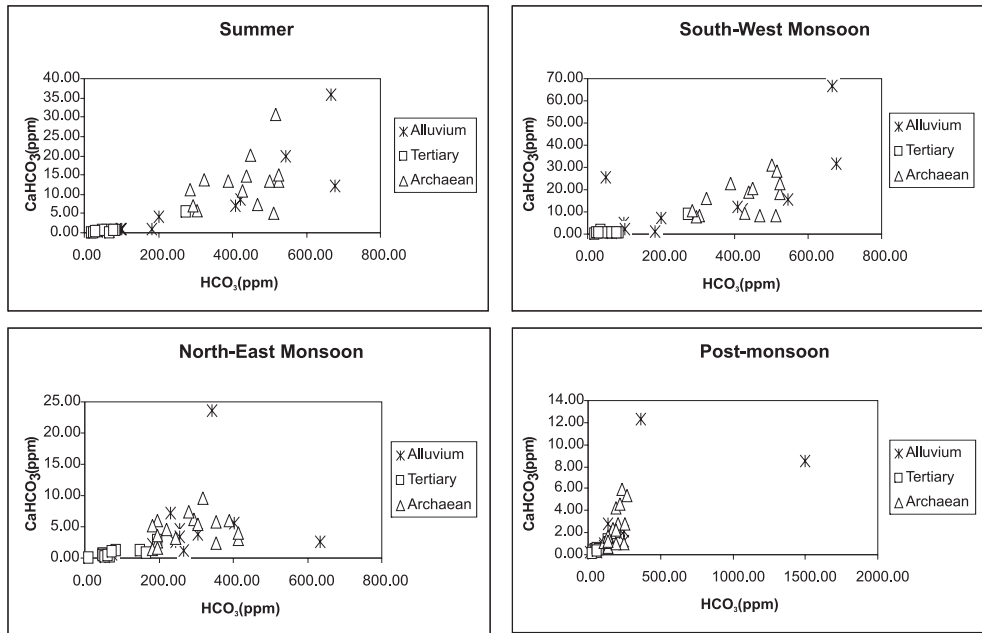 Summer
CaHCO₃(ppm)
40.00
35.00
30.00
25.00
20.00
15.00
10.00
5.00
0.00
0.00 200.00 400.00 600.00 800.00
HCO₃(ppm)
Alluvium
Tertiary
Archaean
South-West Monsoon
CaHCO₃(ppm)
70.00
60.00
50.00
40.00
30.00
20.00
10.00
0.00
0.00 200.00 400.00 600.00 800.00
HCO₃(ppm)
Alluvium
Tertiary
Archaean
North-East Monsoon
CaHCO₃(ppm)
25.00
20.00
15.00
10.00
5.00
0.00
0.00 200.00 400.00 600.00 800.00
HCO₃(ppm)
Alluvium
Tertiary
Archaean
Post-monsoon
CaHCO₃(ppm)
14.00
12.00
10.00
8.00
6.00
4.00
2.00
0.00
0.00 500.00 1000.00 1500.00 2000.00
HCO₃(ppm)
Alluvium
Tertiary
Archaean